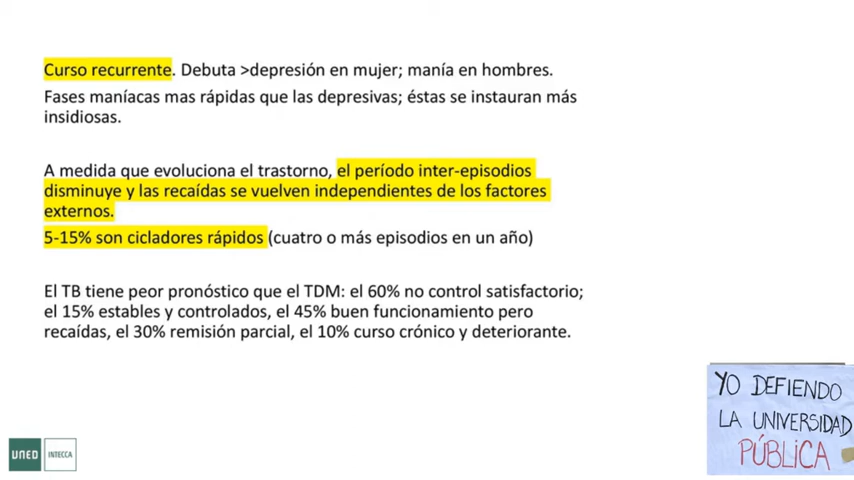 Curso recurrente. Debuta >depresión en mujer; manía en hombres.
Fases maníacas mas rápidas que las depresivas; éstas se instauran más
insidiosas.
A medida que evoluciona el trastorno, el período inter-episodios
disminuye y las recaídas se vuelven independientes de los factores
externos.
5-15% son cicladores rápidos (cuatro o más episodios en un año)
El TB tiene peor pronóstico que el TDM: el 60% no control satisfactorio;
el 15% estables y controlados, el 45% buen funcionamiento pero
recaídas, el 30% remisión parcial, el 10% curso crónico y deteriorante.
YO DEFIENDO
LA UNIVERSIDAD
PÚBLICA
UNED INTECCA